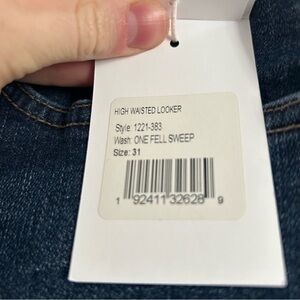 HIGH WAISTED LOOKER
Style: 1221-383
Wash: ONE FELL SWEEP
Size: 31
1 92411 32628 9